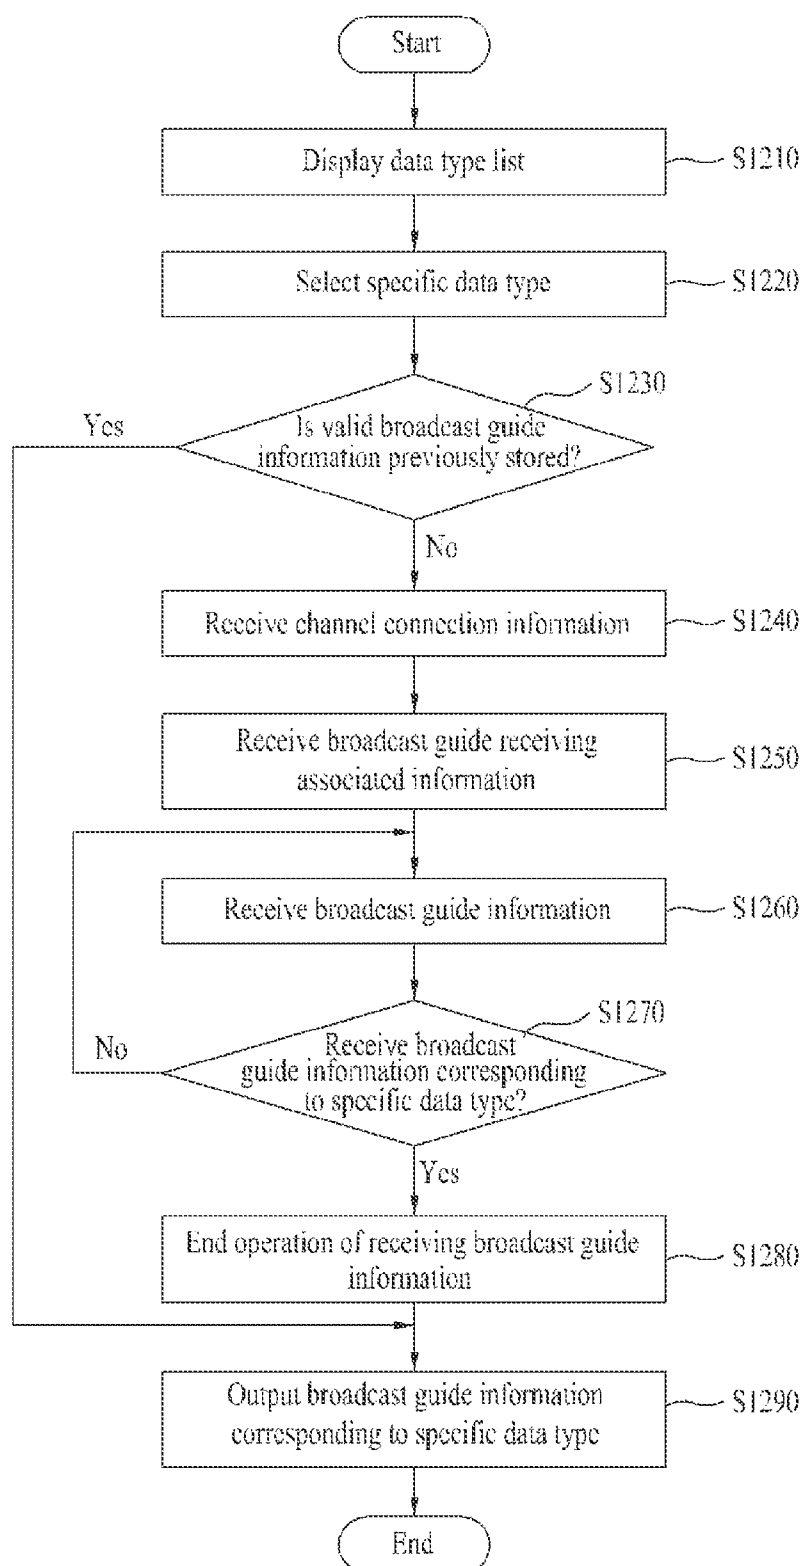 Start
Display data type list
S1210
Select specific data type
S1220
S1230
Yes
Is valid broadcast guide
information previously stored?
No
Receive channel connection information
S1240
Receive broadcast guide receiving
associated information
S1250
Receive broadcast guide information
S1260
S1270
No
Receive broadcast
guide information corresponding
to specific data type?
Yes
End operation of receiving broadcast guide
information
S1280
Output broadcast guide information
corresponding to specific data type
S1290
End